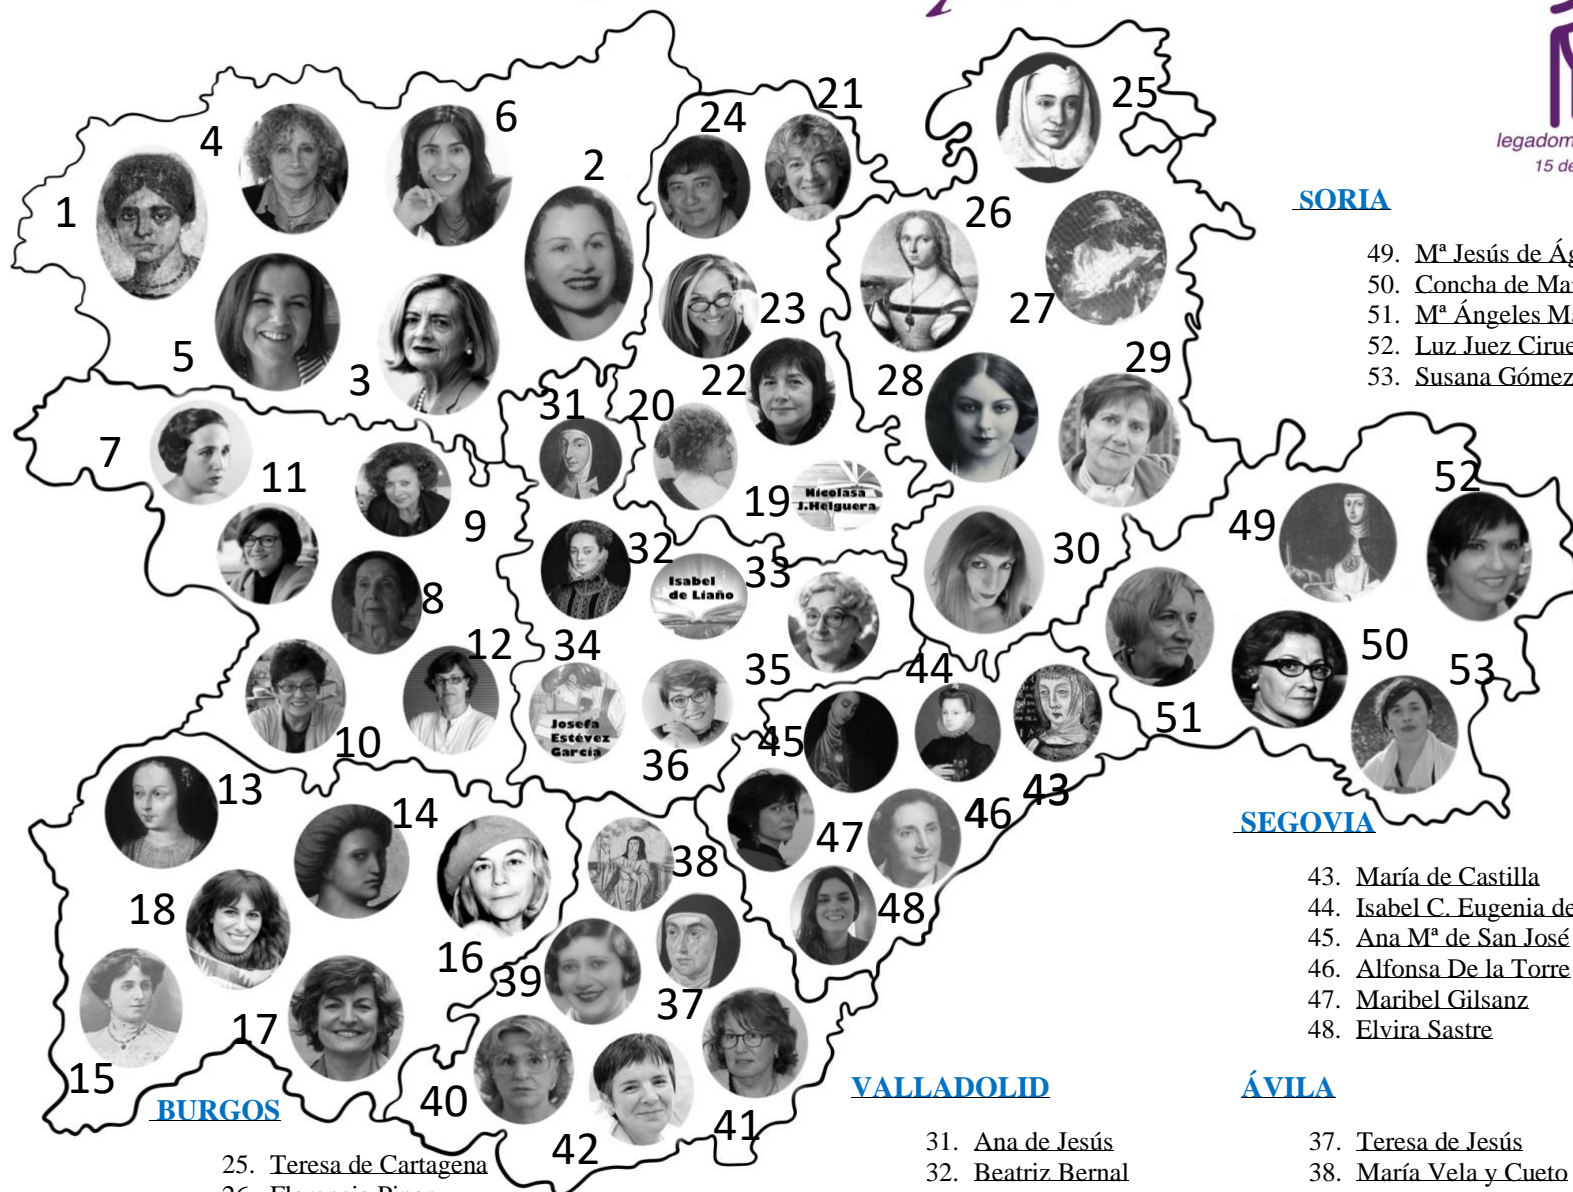 legadom
15 de
25
21
6
24
4
2
1
26
SORIA
49. Mª Jesús de
50. Concha de
51. Mª Ángeles
52. Luz Juez
53. Susana Gómez
23
27
5
3
22
28
29
31
20
7
11
9
19
Nicolasa
J.Helguera
52
49
32
33
30
Isabel
de Liaño
8
12
34
35
44
50
53
51
Josefa
Estévez
García
10
36
45
13
14
43
46
SEGOVIA
43. María de Castilla
44. Isabel C. Eugenia de
45. Ana Mª de San José
46. Alfonsa De la Torre
47. Maribel Gilsanz
48. Elvira Sastre
47
38
18
48
16
39
37
17
15
40
41
42
BURGOS
25. Teresa de Cartagena
VALLADOLID
31. Ana de Jesús
32. Beatriz Bernal
ÁVILA
37. Teresa de Jesús
38. María Vela y Cueto